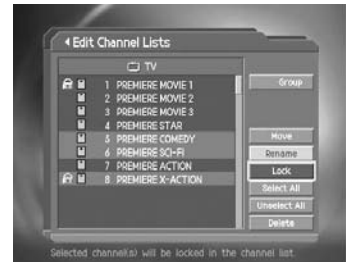 Edit Channel Lists
TV
1 PREMIERE MOVIE 1
2 PREMIERE MOVIE 2
3 PREMIERE MOVIE 3
4 PREMIERE STAR
5 PREMIERE COMEDY
6 PREMIERE SCI-FI
7 PREMIERE ACTION
8 PREMIERE X-ACTION
Group
Move
Rename
Lock
Select All
Unselect All
Delete
Selected channel(s) will be locked in the channel list.